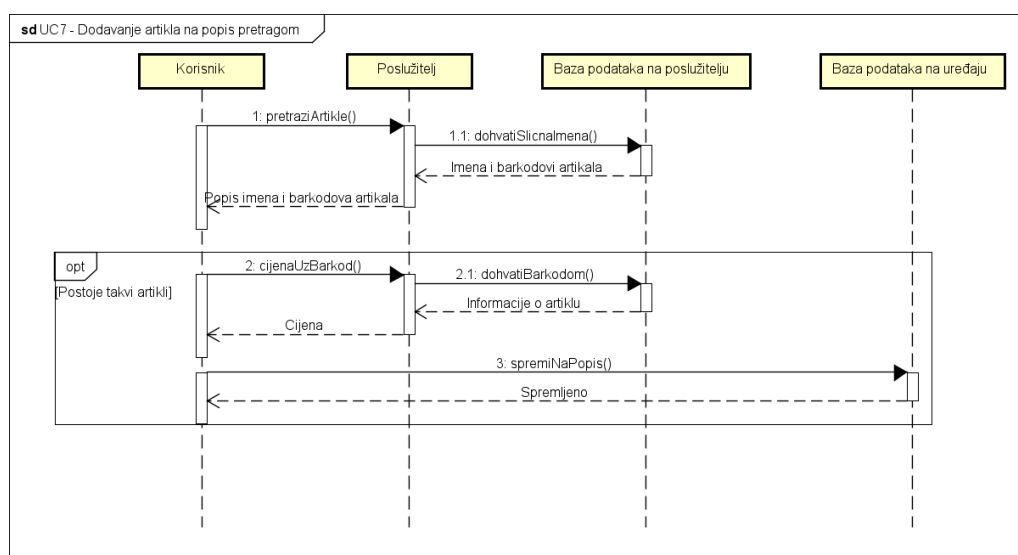 sd UC7 - Dodavanje artikla na popis pretragom
Korisnik
Poslužitelj
Baza podataka na poslužitelju
Baza podataka na uređaju
1: pretraziArtikle()
1.1: dohvatiSlicnaImena()
Imena i barkodovi artikala
Popis imena i barkodova artikala
opt
[Postoje takvi artikli]
2: cijenaUzBarkod()
2.1: dohvatiBarkodom()
Informacije o artiklu
Cijena
3: spremiNaPopis()
Spremljeno